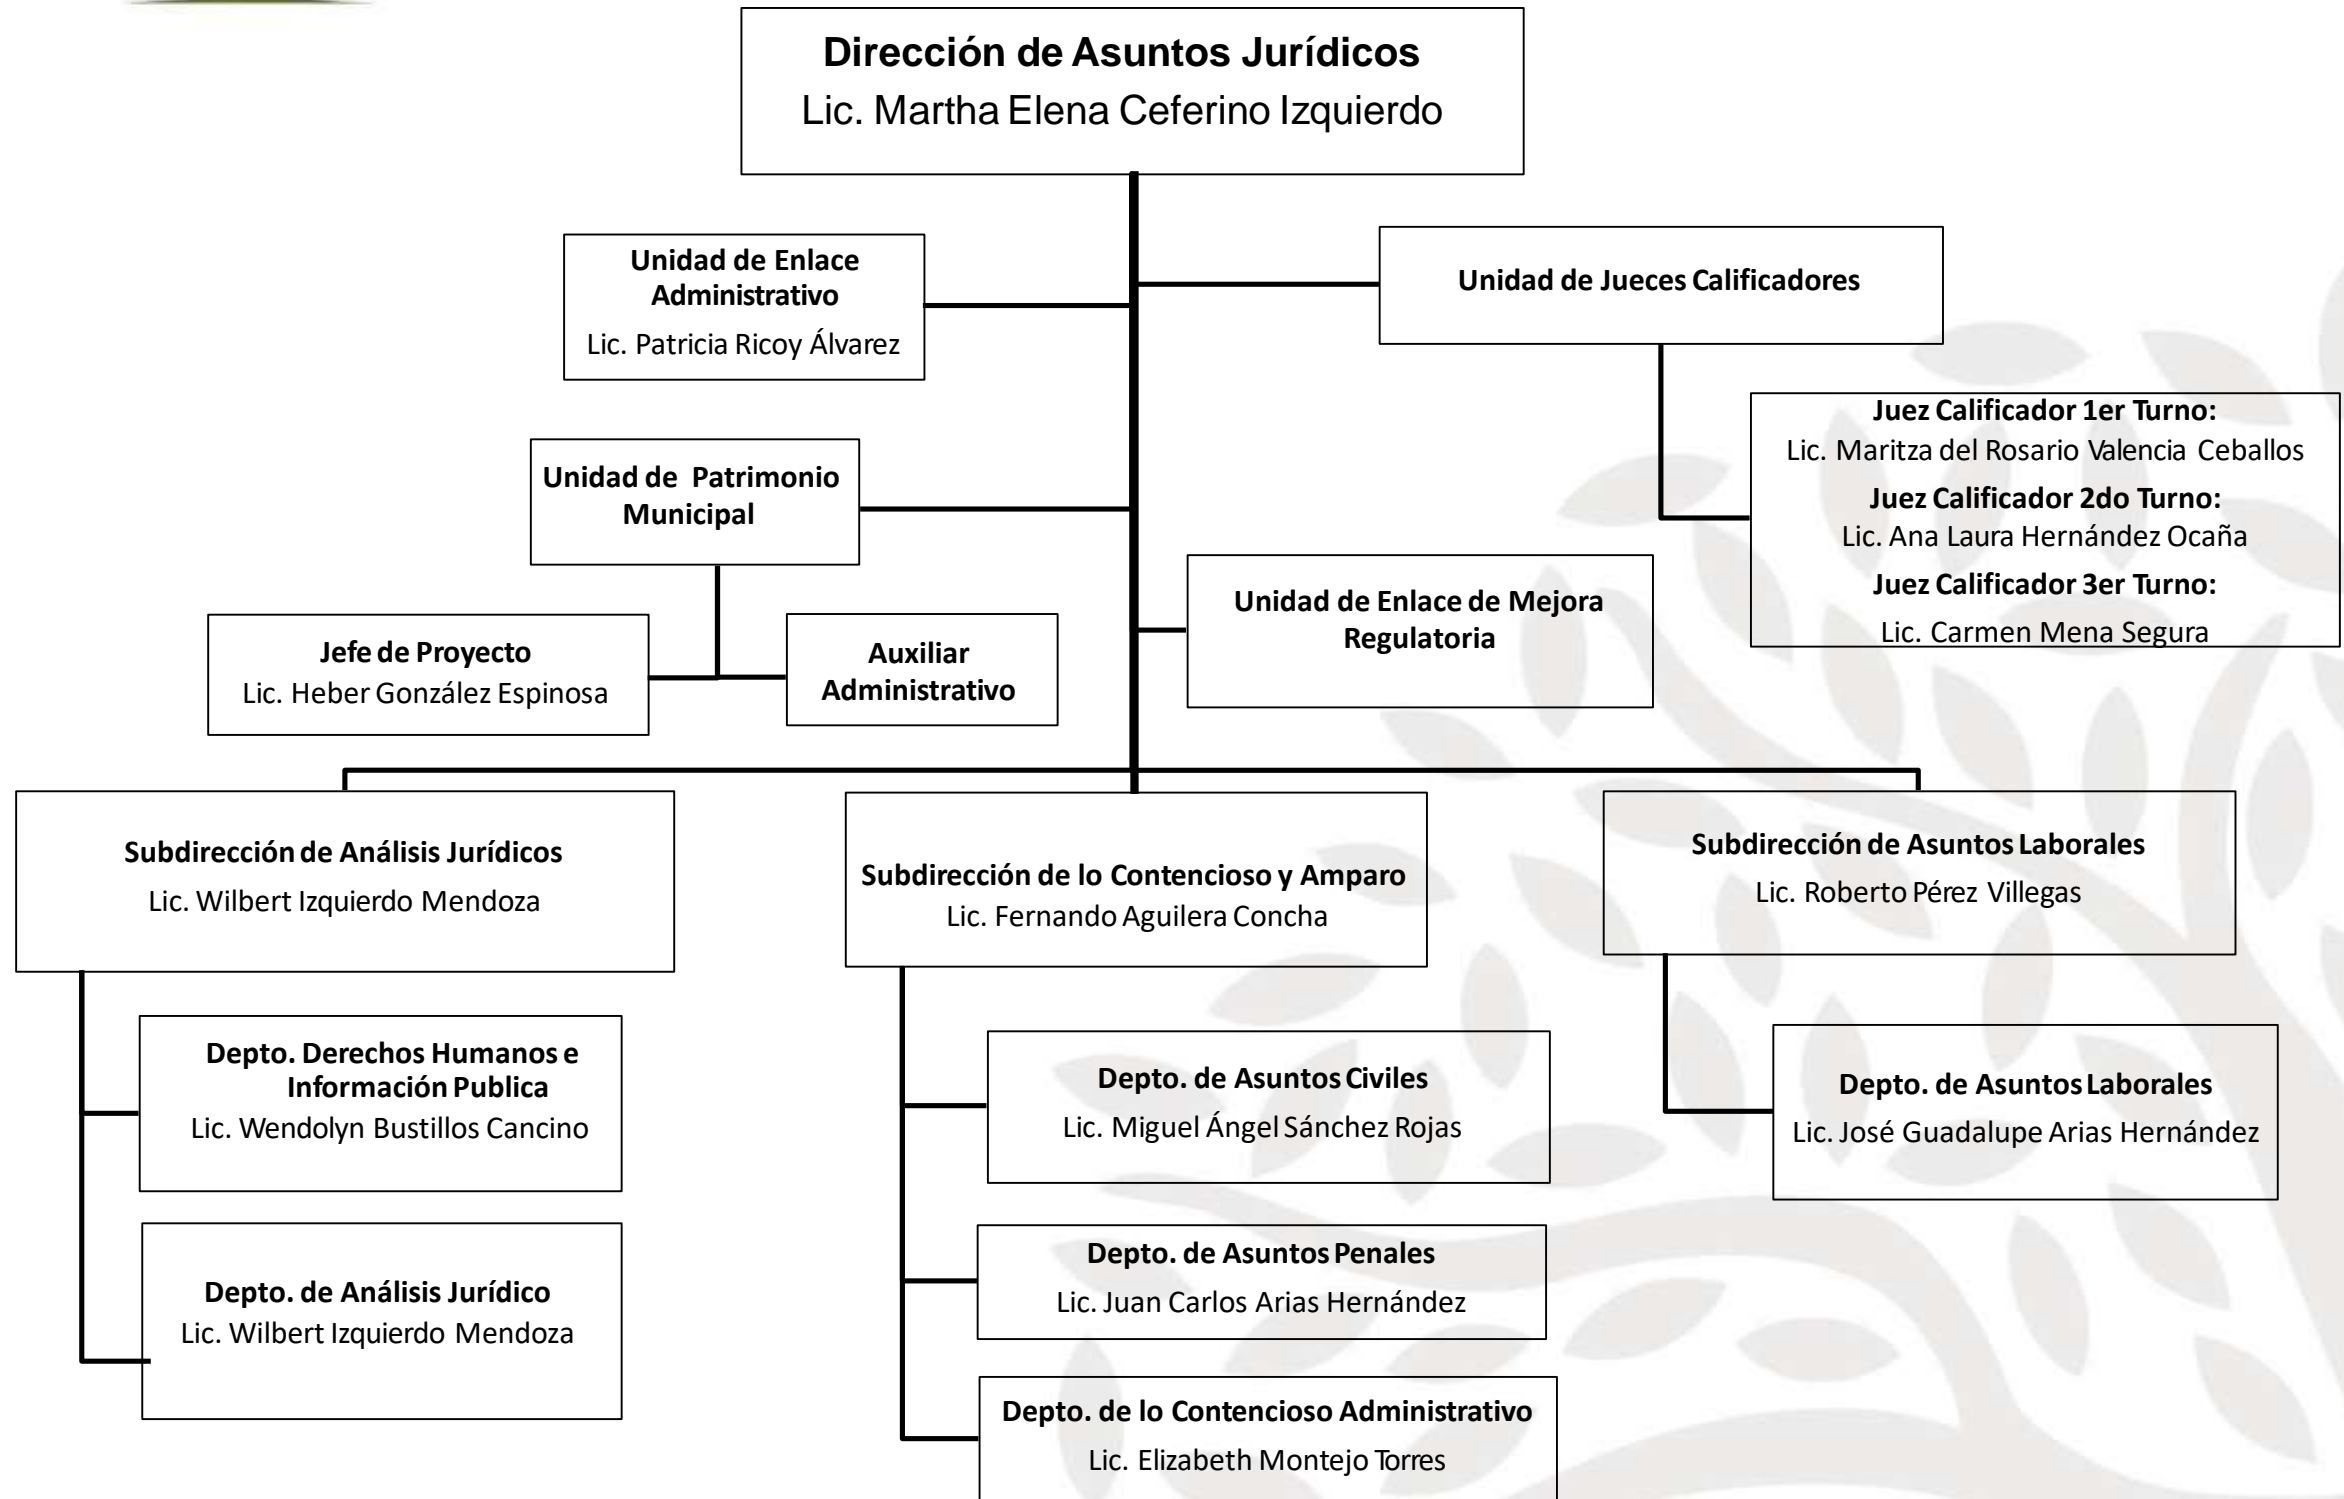 Dirección de Asuntos Jurídicos
Lic. Martha Elena Ceferino Izquierdo
Unidad de Enlace
Administrativo
Lic. Patricia Ricoy Álvarez
Unidad de Jueces Calificadores
Juez Calificador 1er Turno:
Lic. Maritza del Rosario Valencia Ceballos
Juez Calificador 2do Turno:
Lic. Ana Laura Hernández Ocaña
Juez Calificador 3er Turno:
Lic. Carmen Mena Segura
Unidad de Patrimonio
Municipal
Jefe de Proyecto
Lic. Heber González Espinosa
Auxiliar
Administrativo
Unidad de Enlace de Mejora
Regulatoria
Subdirección de Análisis Jurídicos
Lic. Wilbert Izquierdo Mendoza
Depto. Derechos Humanos e
Información Publica
Lic. Wendolyn Bustillos Cancino
Depto. de Análisis Jurídico
Lic. Wilbert Izquierdo Mendoza
Subdirección de lo Contencioso y Amparo
Lic. Fernando Aguilera Concha
Depto. de Asuntos Civiles
Lic. Miguel Ángel Sánchez Rojas
Depto. de Asuntos Penales
Lic. Juan Carlos Arias Hernández
Depto. de lo Contencioso Administrativo
Lic. Elizabeth Montejo Torres
Subdirección de Asuntos Laborales
Lic. Roberto Pérez Villegas
Depto. de Asuntos Laborales
Lic. José Guadalupe Arias Hernández